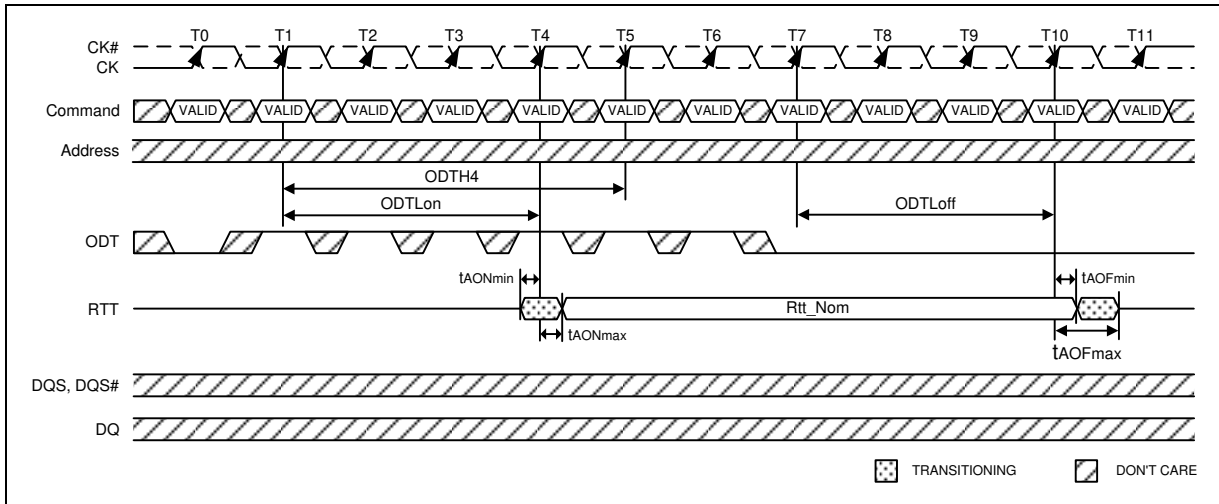 T0 T1 T2 T3 T4 T5 T6 T7 T8 T9 T10 T11
CK#
CK
Command VALID VALID VALID VALID VALID VALID VALID VALID VALID VALID VALID VALID
Address
ODTH4
ODTLon ODTLoff
ODT
tAONmin tAOFmin
RTT Rtt_Nom
tAONmax
tAOFmax
DQS, DQS#
DQ
TRANSITIONING DON'T CARE